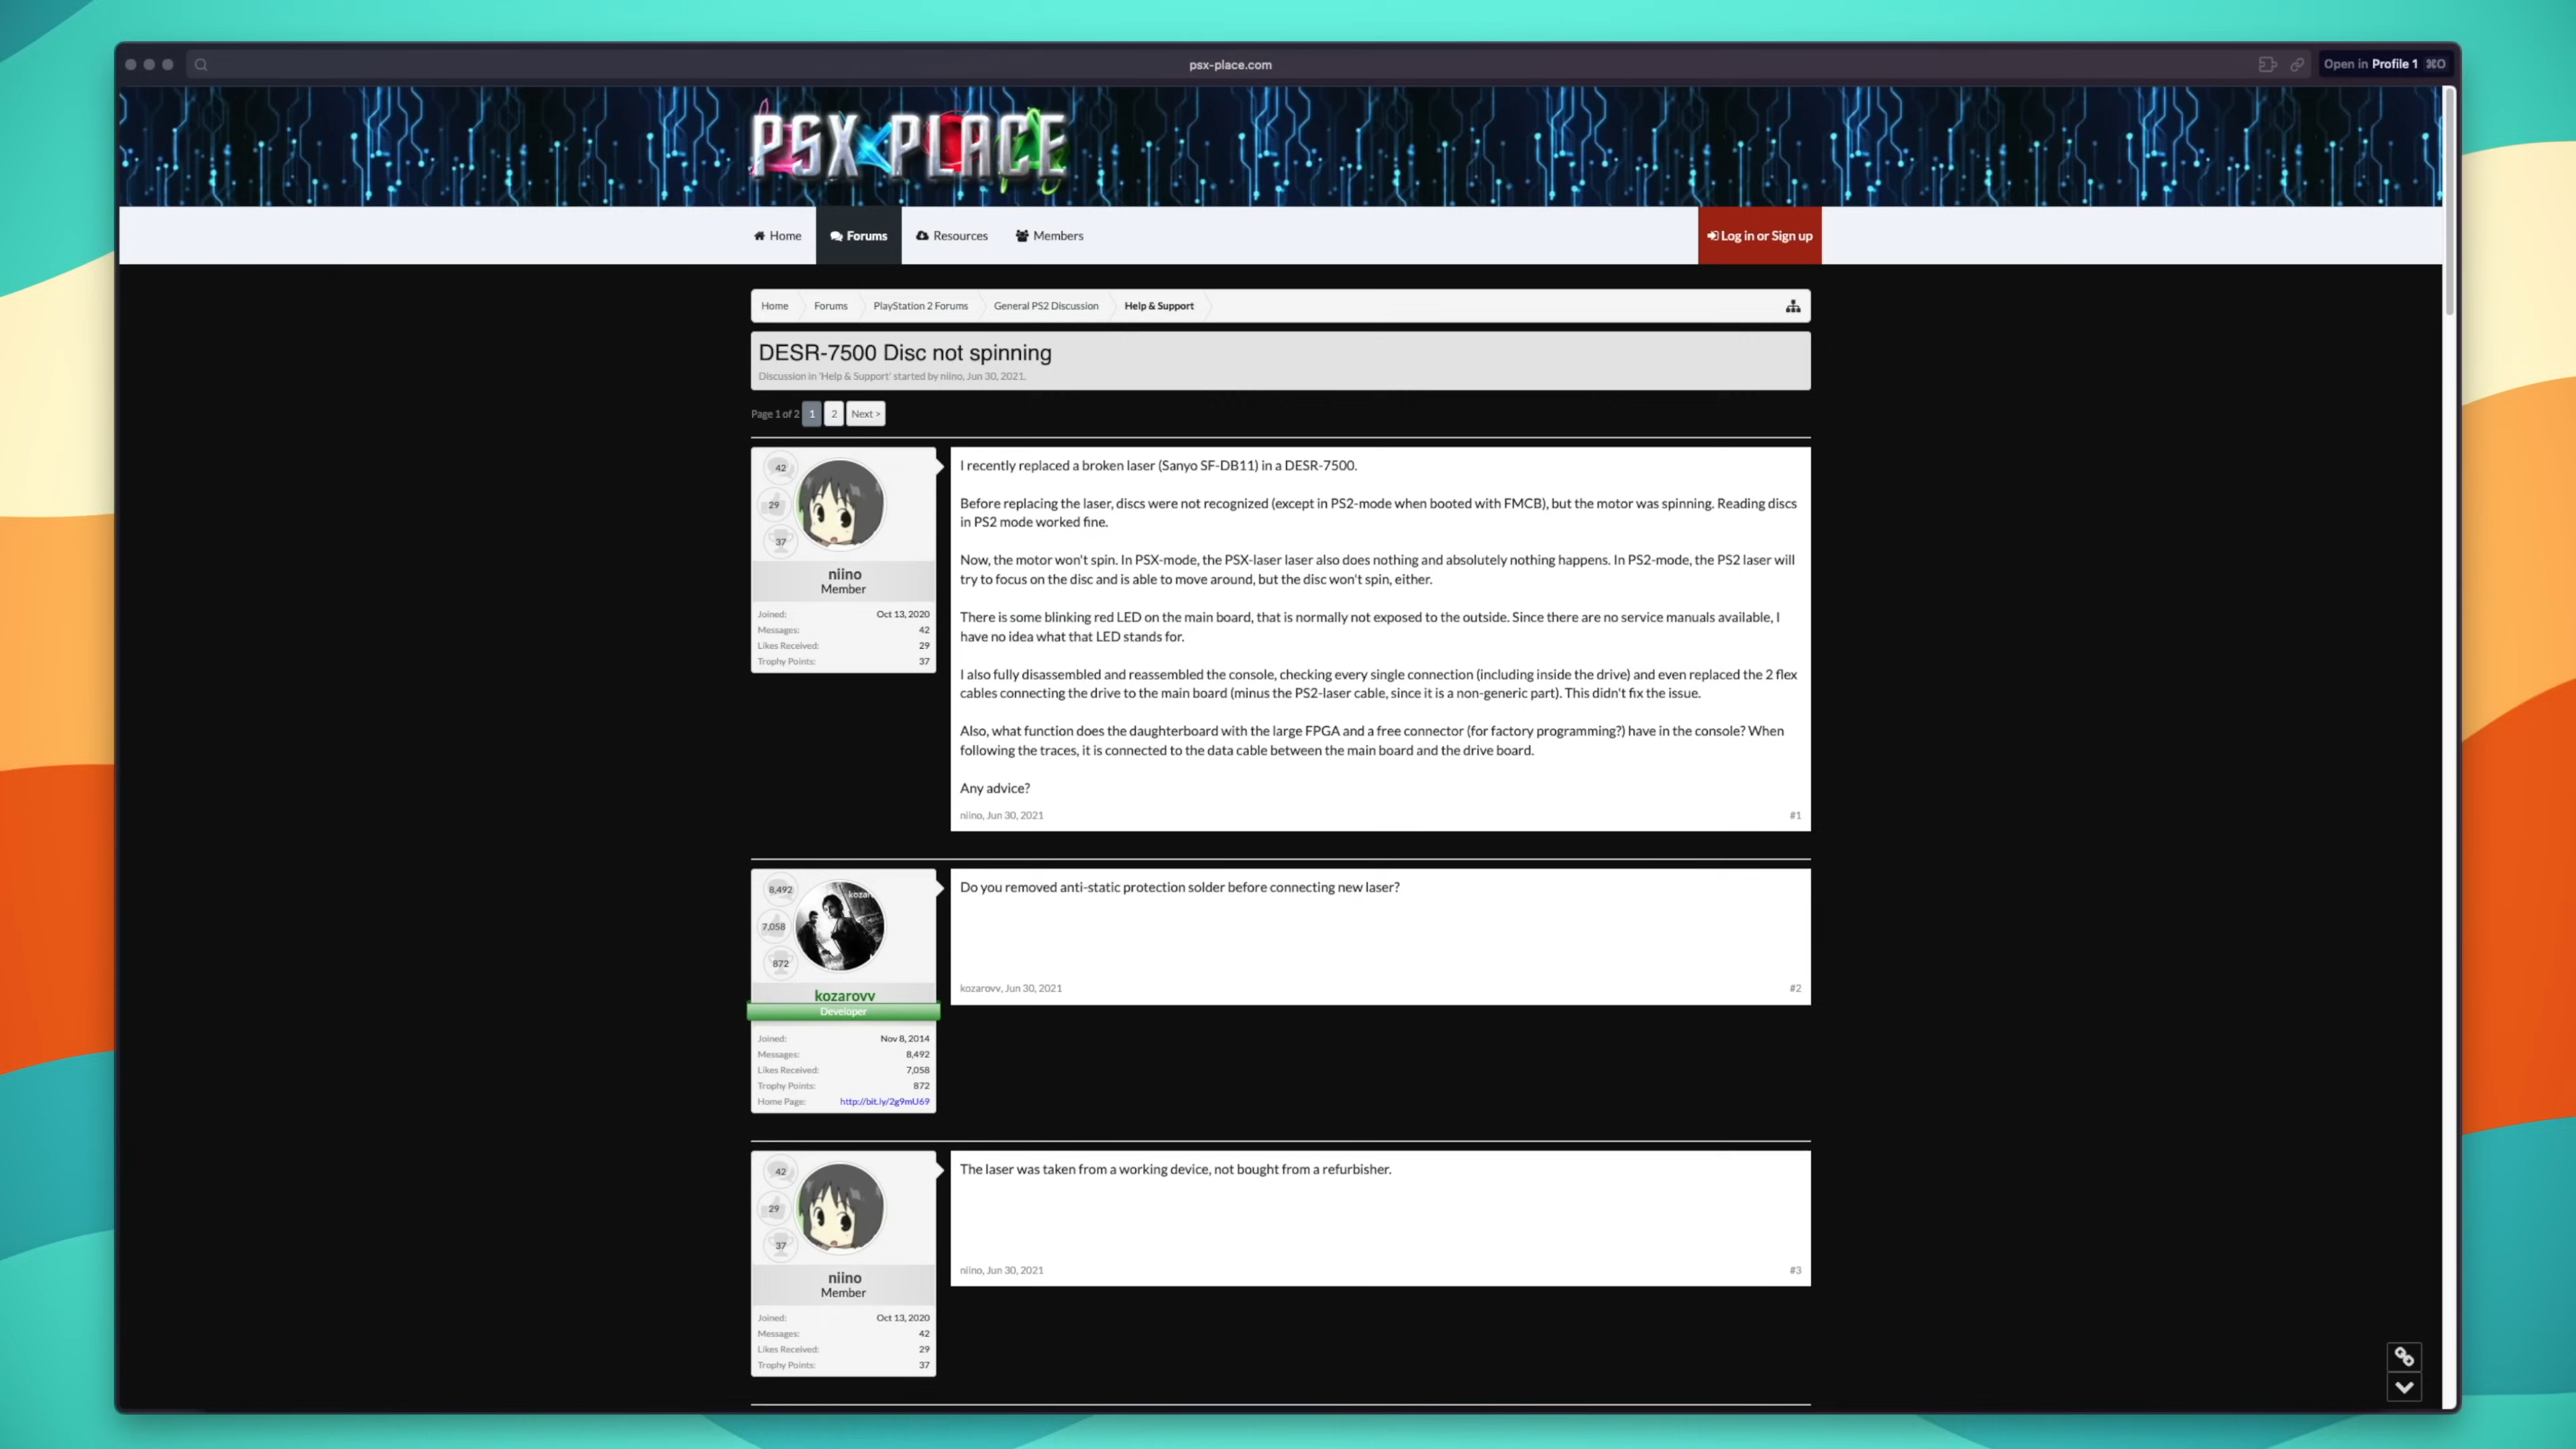 psx-place.com
Open in Profile 1 ⌘O
PSX-PLACE
Home
Forums
Resources
Members
Log in or Sign up
Home
Forums
PlayStation 2 Forums
General PS2 Discussion
Help & Support
DESR-7500 Disc not spinning
Discussion in 'Help & Support' started by niino, Jun 30, 2021.
Page 1 of 2
1
2
Next >
42
29
37
niino
Member
Joined: Oct 13, 2020
Messages: 42
Likes Received: 29
Trophy Points: 37
I recently replaced a broken laser (Sanyo SF-DB11) in a DESR-7500.
Before replacing the laser, discs were not recognized (except in PS2-mode when booted with FMCB), but the motor was spinning. Reading discs
in PS2 mode worked fine.
Now, the motor won't spin. In PSX-mode, the PSX-laser laser also does nothing and absolutely nothing happens. In PS2-mode, the PS2 laser will
try to focus on the disc and is able to move around, but the disc won't spin, either.
There is some blinking red LED on the main board, that is normally not exposed to the outside. Since there are no service manuals available, I
have no idea what that LED stands for.
I also fully disassembled and reassembled the console, checking every single connection (including inside the drive) and even replaced the 2 flex
cables connecting the drive to the main board (minus the PS2-laser cable, since it is a non-generic part). This didn't fix the issue.
Also, what function does the daughterboard with the large FPGA and a free connector (for factory programming?) have in the console? When
following the traces, it is connected to the data cable between the main board and the drive board.
Any advice?
niino, Jun 30, 2021
#1
8,492
7,058
872
kozarovv
Developer
Joined: Nov 8, 2014
Messages: 8,492
Likes Received: 7,058
Trophy Points: 872
Home Page: http://bit.ly/2g9mU69
Do you removed anti-static protection solder before connecting new laser?
kozarovv, Jun 30, 2021
#2
42
29
37
niino
Member
Joined: Oct 13, 2020
Messages: 42
Likes Received: 29
Trophy Points: 37
The laser was taken from a working device, not bought from a refurbisher.
niino, Jun 30, 2021
#3